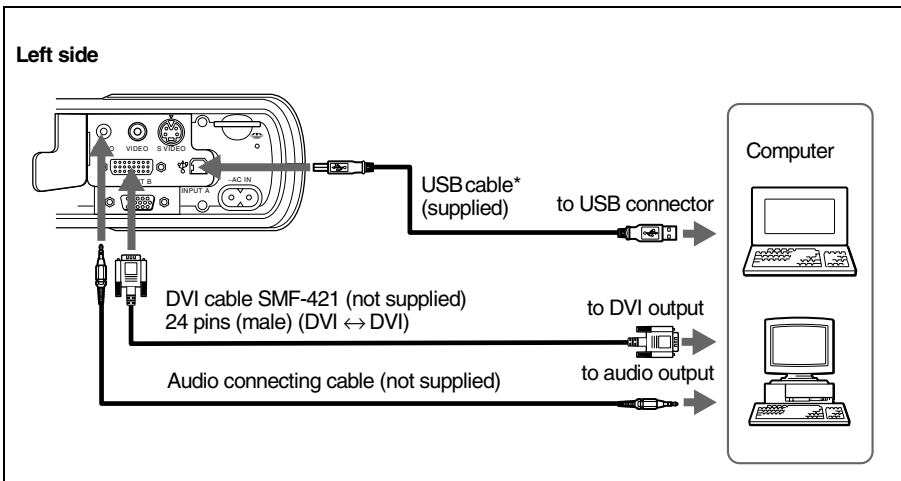 Left side
VIDEO
S VIDEO
INPUT A
~AC IN
Computer
USB cable*
(supplied)
to USB connector
DVI cable SMF-421 (not supplied)
24 pins (male) (DVI ↔ DVI)
to DVI output
Audio connecting cable (not supplied)
to audio output